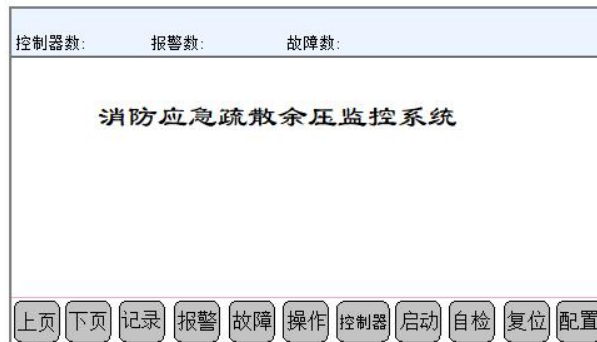 控制器数: 报警数: 故障数:
消防应急疏散余压监控系统
上页 下页 记录 报警 故障 操作 控制器 启动 自检 复位 配置